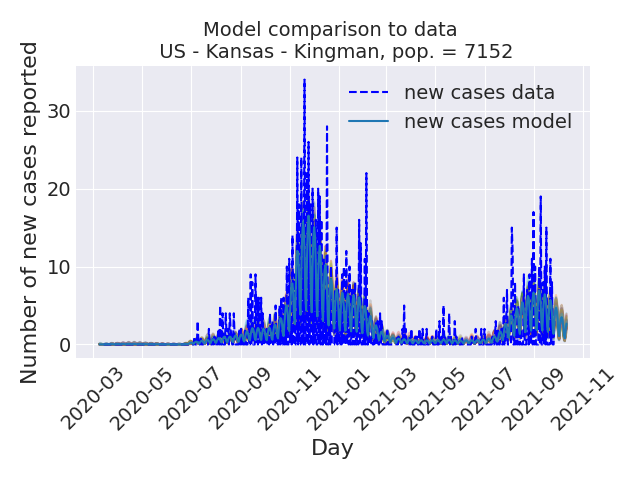 Model comparison to data
US - Kansas - Kingman, pop. = 7152
Number of new cases reported
new cases data
new cases model
30
20
10
0
2020-03
2020-05
2020-07
2020-09
2020-11
2021-01
2021-03
2021-05
2021-07
2021-09
2021-11
Day